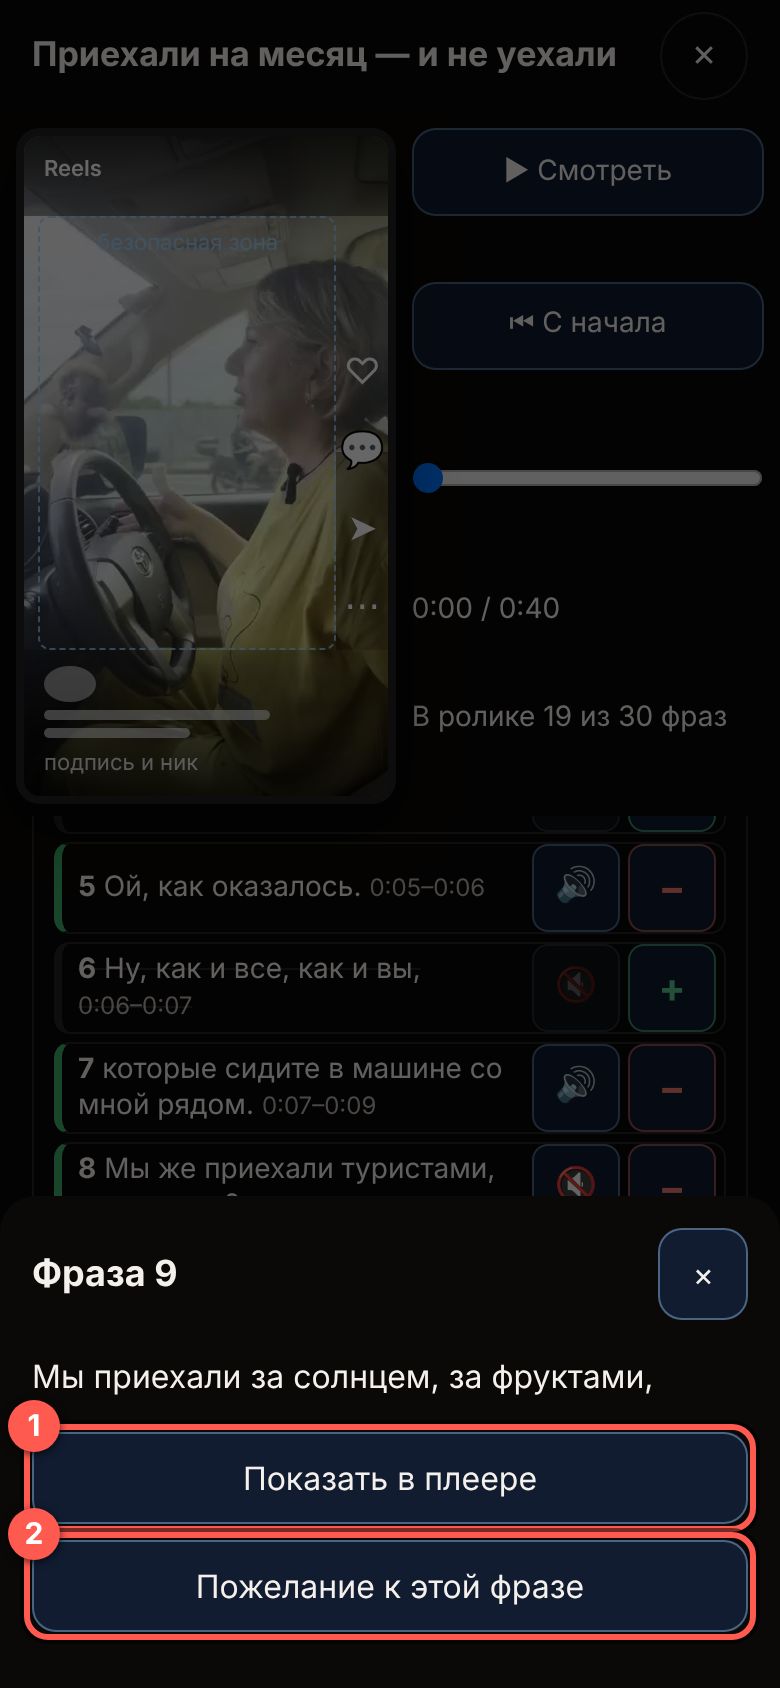 Приехали на месяц — и не уехали
×
Reels
безопасная зона
подпись и ник
▶ Смотреть
⏮ С начала
0:00 / 0:40
В ролике 19 из 30 фраз
5 Ой, как оказалось. 0:05–0:06
–
6 Ну, как и все, как и вы,
0:06–0:07
+
7 которые сидите в машине со
мной рядом. 0:07–0:09
–
8 Мы же приехали туристами,
–
Фраза 9
×
Мы приехали за солнцем, за фруктами,
1
Показать в плеере
2
Пожелание к этой фразе